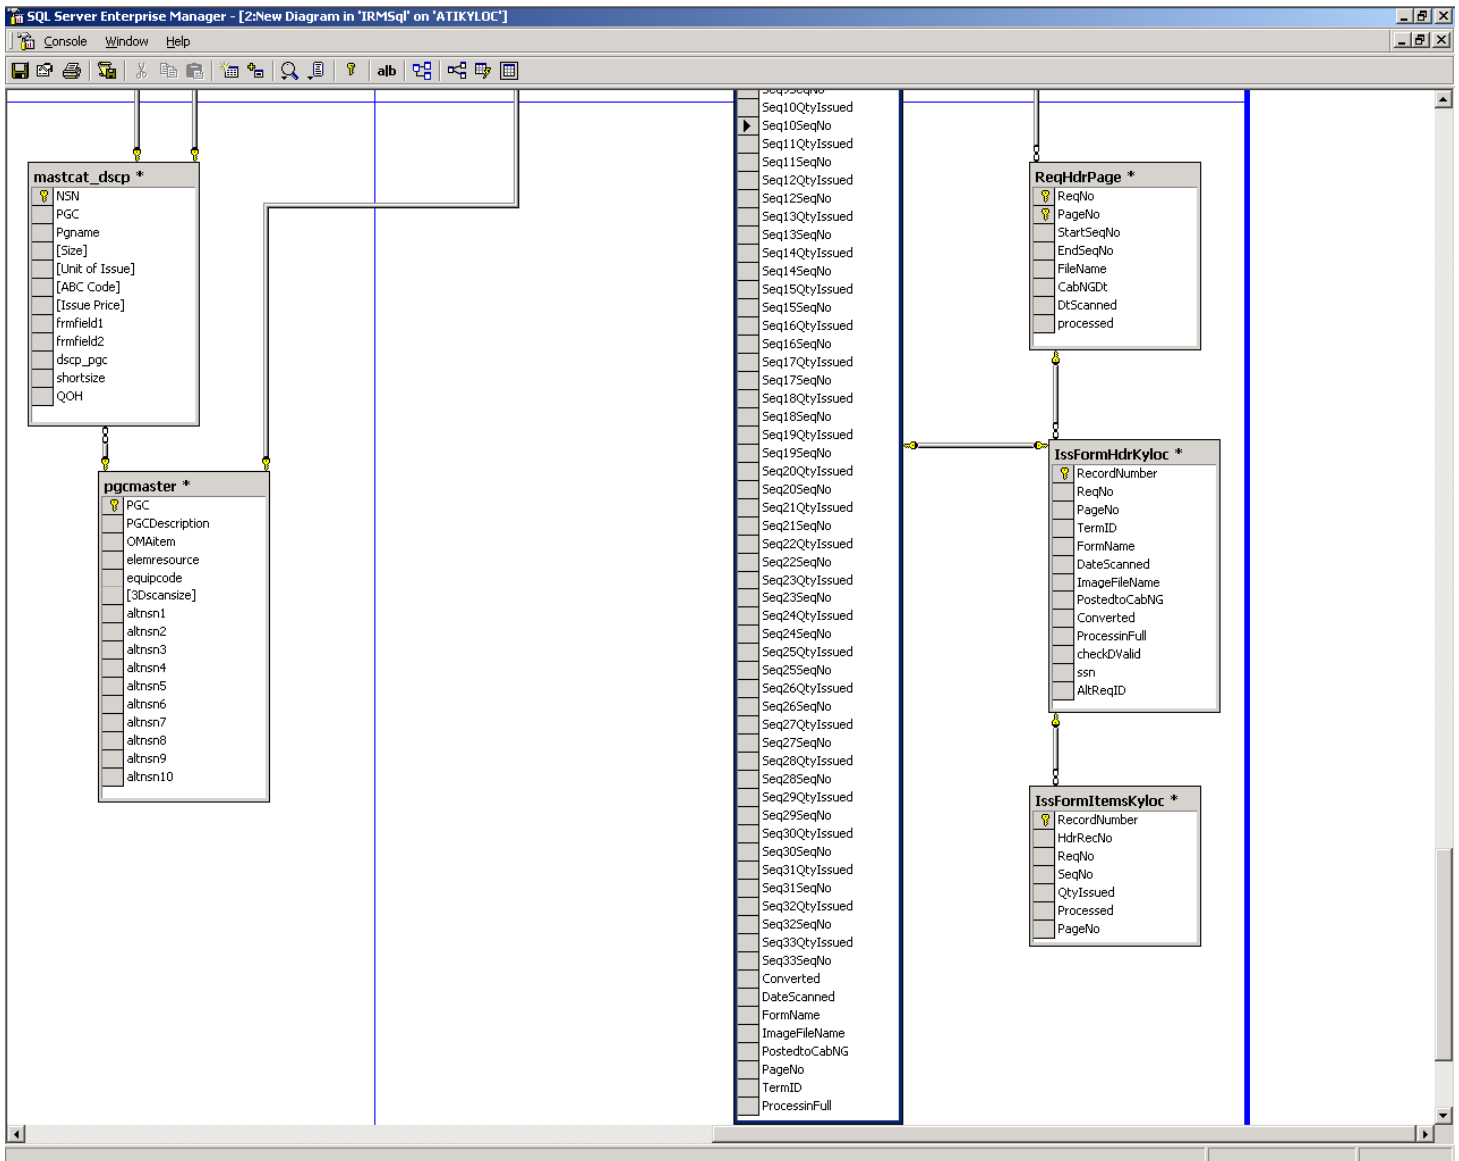 SQL Server Enterprise Manager - [2:New Diagram in 'IRMSql' on 'ATIKYLOC']
Console Window Help
a|b
mastcat_dscp *
NSN
PGC
Pgname
[Size]
[Unit of Issue]
[ABC Code]
[Issue Price]
frmfield1
frmfield2
dscp_pgc
shortsize
QOH
pgcmaster *
PGC
PGCDescription
OMAitem
elemresource
equipcode
[3Dscansize]
altnsn1
altnsn2
altnsn3
altnsn4
altnsn5
altnsn6
altnsn7
altnsn8
altnsn9
altnsn10
Seq9SeqNo
Seq10QtyIssued
Seq10SeqNo
Seq11QtyIssued
Seq11SeqNo
Seq12QtyIssued
Seq12SeqNo
Seq13QtyIssued
Seq13SeqNo
Seq14QtyIssued
Seq14SeqNo
Seq15QtyIssued
Seq15SeqNo
Seq16QtyIssued
Seq16SeqNo
Seq17QtyIssued
Seq17SeqNo
Seq18QtyIssued
Seq18SeqNo
Seq19QtyIssued
Seq19SeqNo
Seq20QtyIssued
Seq20SeqNo
Seq21QtyIssued
Seq21SeqNo
Seq22QtyIssued
Seq22SeqNo
Seq23QtyIssued
Seq23SeqNo
Seq24QtyIssued
Seq24SeqNo
Seq25QtyIssued
Seq25SeqNo
Seq26QtyIssued
Seq26SeqNo
Seq27QtyIssued
Seq27SeqNo
Seq28QtyIssued
Seq28SeqNo
Seq29QtyIssued
Seq29SeqNo
Seq30QtyIssued
Seq30SeqNo
Seq31QtyIssued
Seq31SeqNo
Seq32QtyIssued
Seq32SeqNo
Seq33QtyIssued
Seq33SeqNo
Converted
DateScanned
FormName
ImageFileName
PostedtoCabNG
PageNo
TermID
ProcessinFull
ReqHdrPage *
ReqNo
PageNo
StartSeqNo
EndSeqNo
FileName
CabNGDt
DtScanned
processed
IssFormHdrKyloc *
RecordNumber
ReqNo
PageNo
TermID
FormName
DateScanned
ImageFileName
PostedtoCabNG
Converted
ProcessinFull
checkDValid
ssn
AltReqID
IssFormItemsKyloc *
RecordNumber
HdrRecNo
ReqNo
SeqNo
QtyIssued
Processed
PageNo